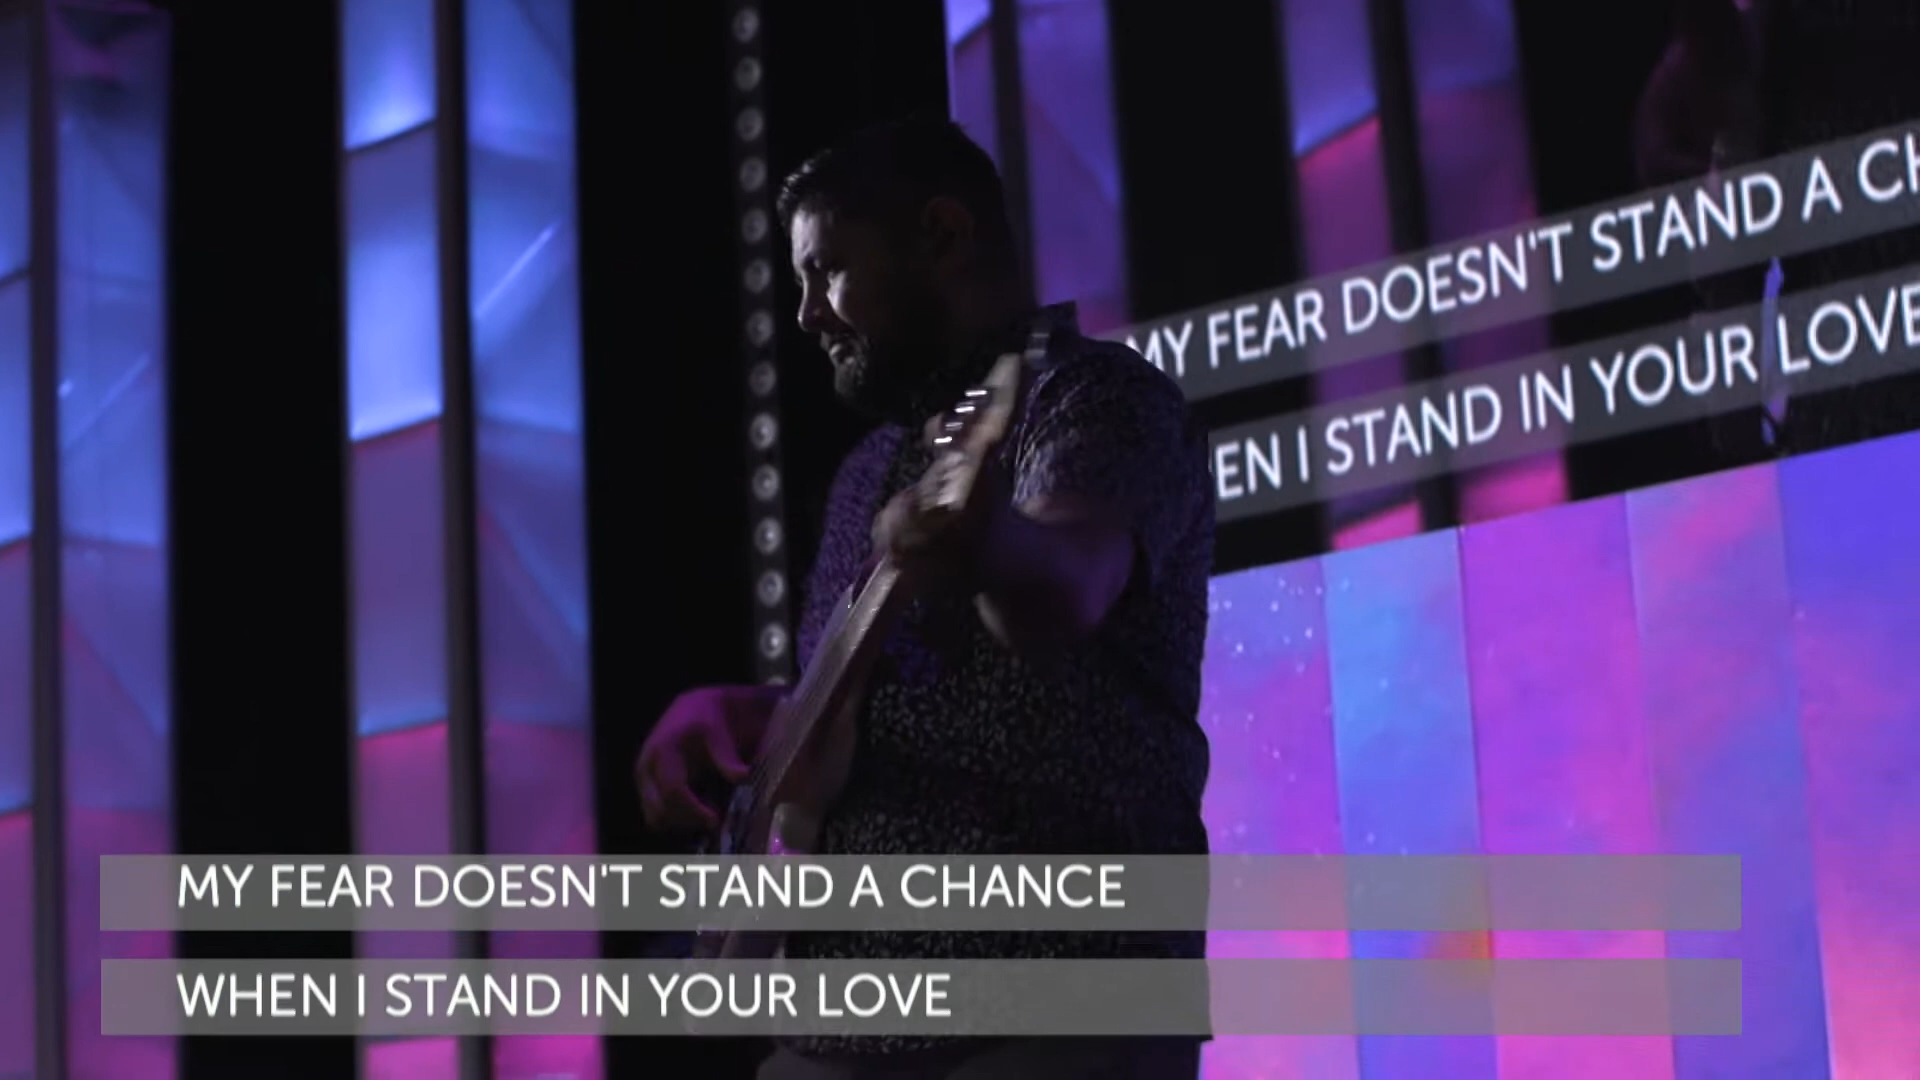 MY FEAR DOESN'T STAND A CH
EN I STAND IN YOUR LOVE
MY FEAR DOESN'T STAND A CHANCE
WHEN I STAND IN YOUR LOVE